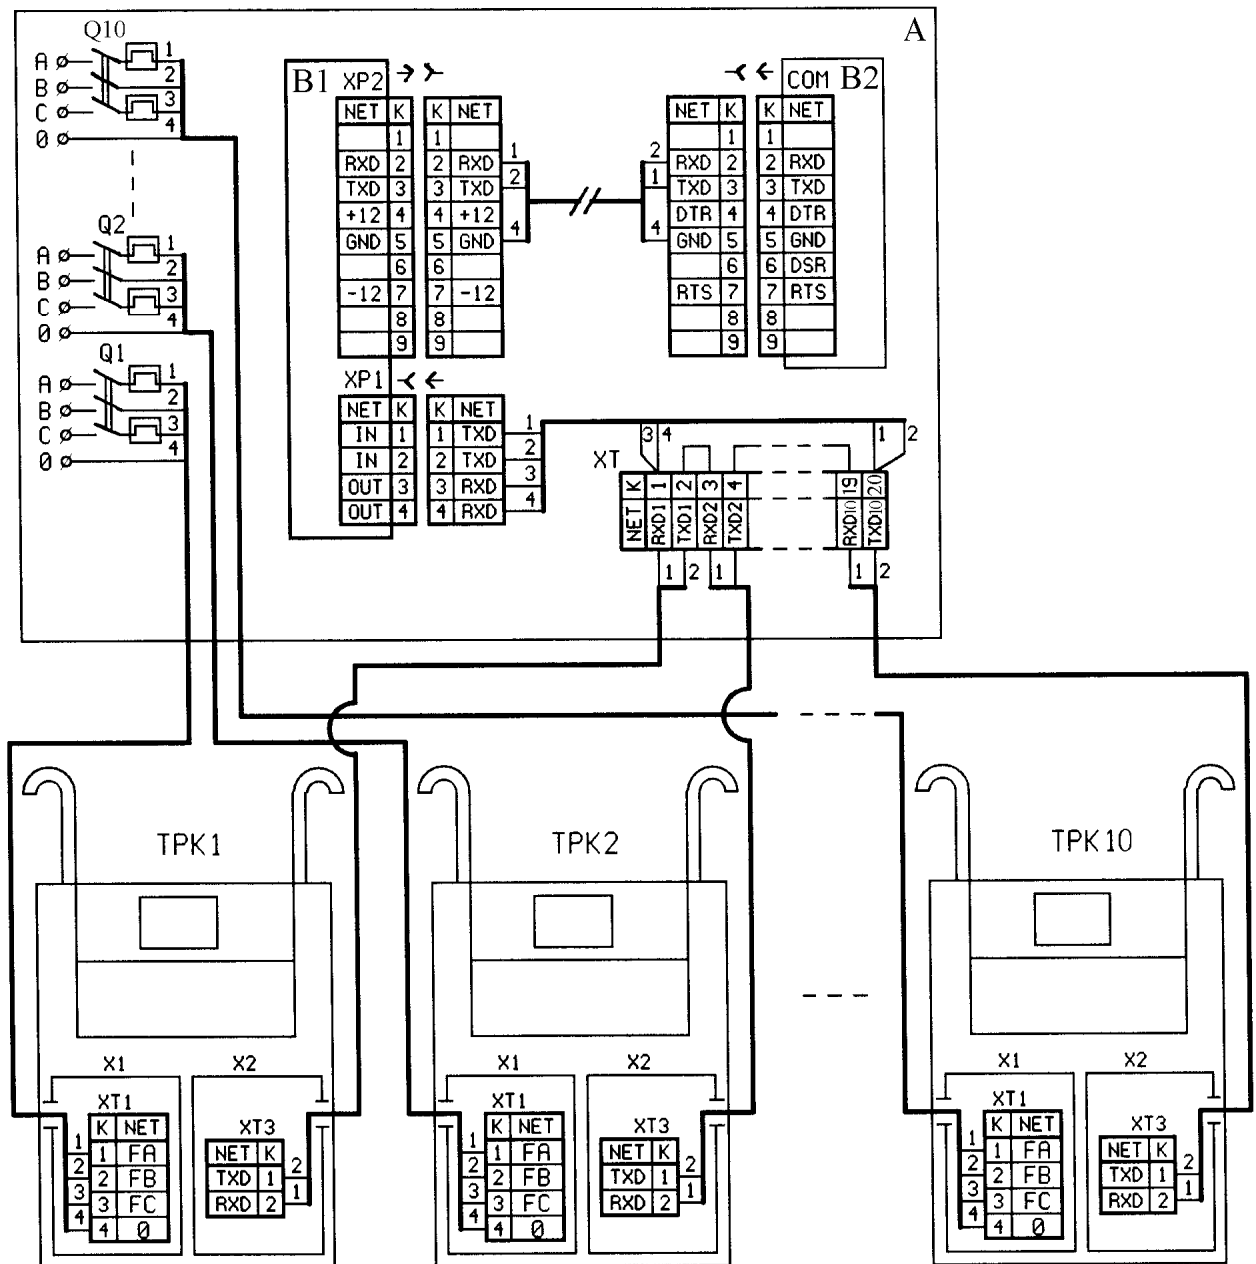 Q10
A
A 1
B 2
C 3
0 4
Q2
A 1
B 2
C 3
0 4
Q1
A 1
B 2
C 3
0 4
B1 XP2
NET K K NET
1 1
RXD 2 2 RXD 1
TXD 3 3 TXD 2
+12 4 4 +12
GND 5 5 GND 4
6 6
-12 7 7 -12
8 8
9 9
COM B2
NET K K NET
1 1
2 RXD 2 2 RXD
1 TXD 3 3 TXD
DTR 4 4 DTR
4 GND 5 5 GND
6 6 DSR
RTS 7 7 RTS
8 8
9 9
XP1
NET K K NET
IN 1 1 TXD 1
IN 2 2 TXD 2
OUT 3 3 RXD 3
OUT 4 4 RXD 4
3 4 1 2
XT
K 1 2 3 4 19 20
NET RXD1 TXD1 RXD2 TXD2 RXD10 TXD10
1 2 1 1 2
TPK1
X1 X2
XT1
K NET
1 1 FA
2 2 FB
3 3 FC
4 4 0
XT3
NET K
TXD 1 2
RXD 2 1
TPK2
X1 X2
XT1
K NET
1 1 FA
2 2 FB
3 3 FC
4 4 0
XT3
NET K
TXD 1 2
RXD 2 1
TPK10
X1 X2
XT1
K NET
1 1 FA
2 2 FB
3 3 FC
4 4 0
XT3
NET K
TXD 1 2
RXD 2 1